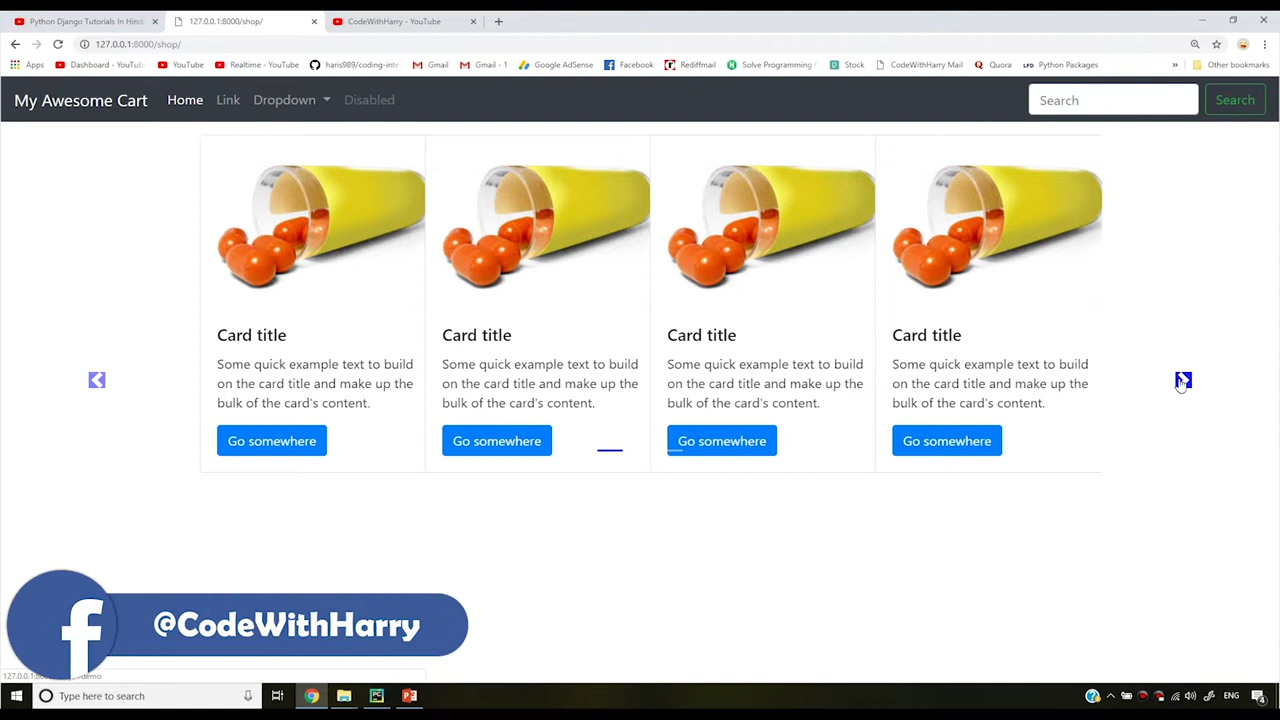 Python Django Tutorials In Hind
127.0.0.1:8000/shop/
CodeWithHarry - YouTube
127.0.0.1:8000/shop/
Apps
Dashboard - YouTub
YouTube
Realtime - YouTube
haris989/coding-inte
Gmail
Gmail - 1
Google AdSense
Facebook
Rediffmail
Solve Programming
Stock
CodeWithHarry Mail
Quora
LFD
Python Packages
»
Other bookmarks
My Awesome Cart
Home
Link
Dropdown
Disabled
Search
Search
Card title
Some quick example text to build
on the card title and make up the
bulk of the card's content.
Go somewhere
Card title
Some quick example text to build
on the card title and make up the
bulk of the card's content.
Go somewhere
Card title
Some quick example text to build
on the card title and make up the
bulk of the card's content.
Go somewhere
Card title
Some quick example text to build
on the card title and make up the
bulk of the card's content.
Go somewhere
@CodeWithHarry
Type here to search
ENG